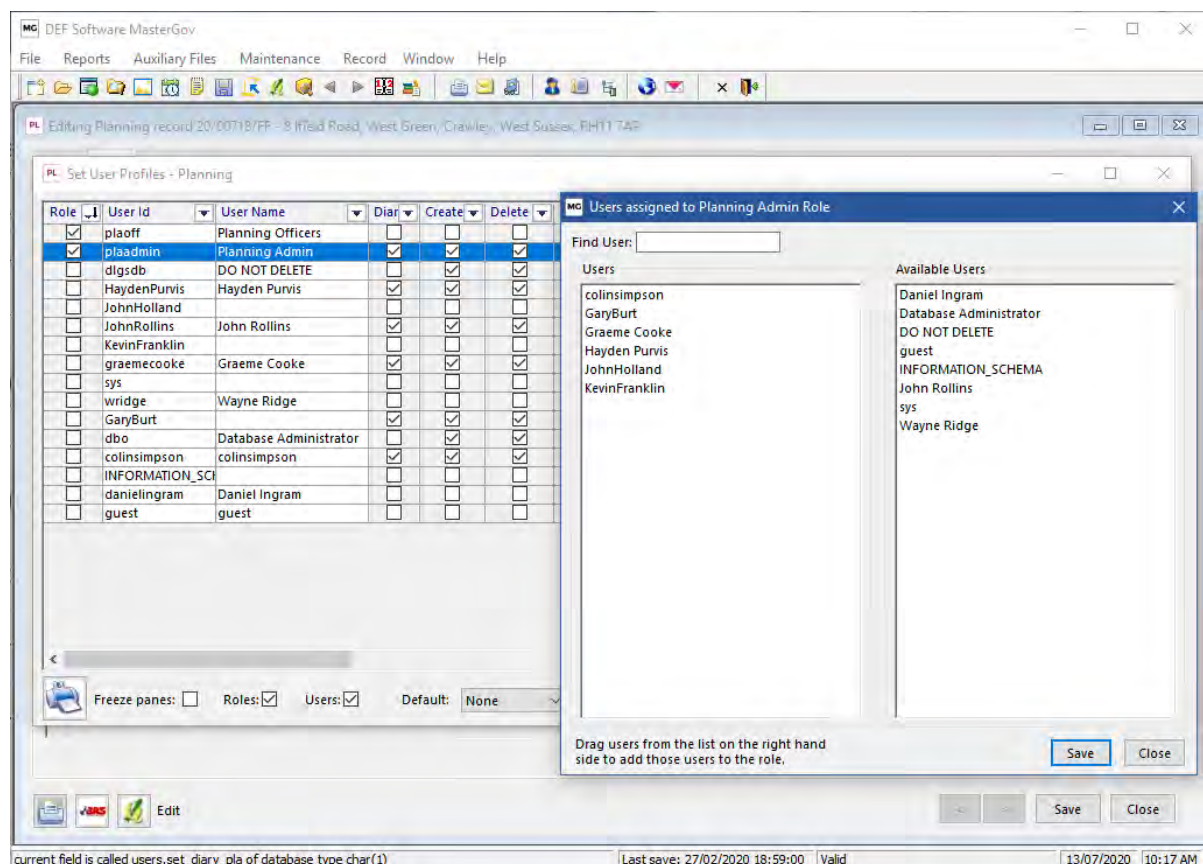 MG DEF Software MasterGov
File Reports Auxiliary Files Maintenance Record Window Help
PL Editing Planning record 20/00718/FP - 8 Ifield Road, West Green, Crawley, West Sussex, RH11 7AP
PL Set User Profiles - Planning
Role User Id User Name Diar Create Delete
plaoff Planning Officers
plaadmin Planning Admin
dlgsdb DO NOT DELETE
HaydenPurvis Hayden Purvis
JohnHolland
JohnRollins John Rollins
KevinFranklin
graemecooke Graeme Cooke
sys
wridge Wayne Ridge
GaryBurt
dbo Database Administrator
colinsimpson colinsimpson
INFORMATION_SCH
danielingram Daniel Ingram
guest guest
Freeze panes: Roles: Users: Default: None
MG Users assigned to Planning Admin Role
Find User:
Users
colinsimpson
GaryBurt
Graeme Cooke
Hayden Purvis
JohnHolland
KevinFranklin
Available Users
Daniel Ingram
Database Administrator
DO NOT DELETE
guest
INFORMATION_SCHEMA
John Rollins
sys
Wayne Ridge
Drag users from the list on the right hand
side to add those users to the role.
Save Close
Edit
Save Close
current field is called users.set_diary_pla of database type char(1) Last save: 27/02/2020 18:59:00 Valid 13/07/2020 10:17 AM